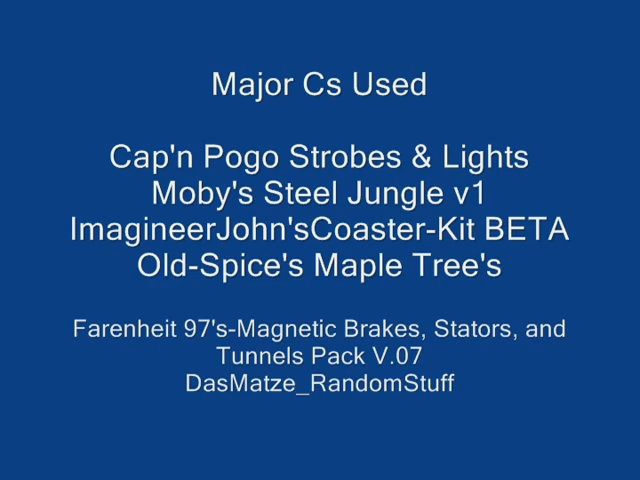 Major Cs Used
Cap'n Pogo Strobes & Lights
Moby's Steel Jungle v1
ImagineerJohn'sCoaster-Kit BETA
Old-Spice's Maple Tree's
Farenheit 97's-Magnetic Brakes, Stators, and
Tunnels Pack V.07
DasMatze_RandomStuff